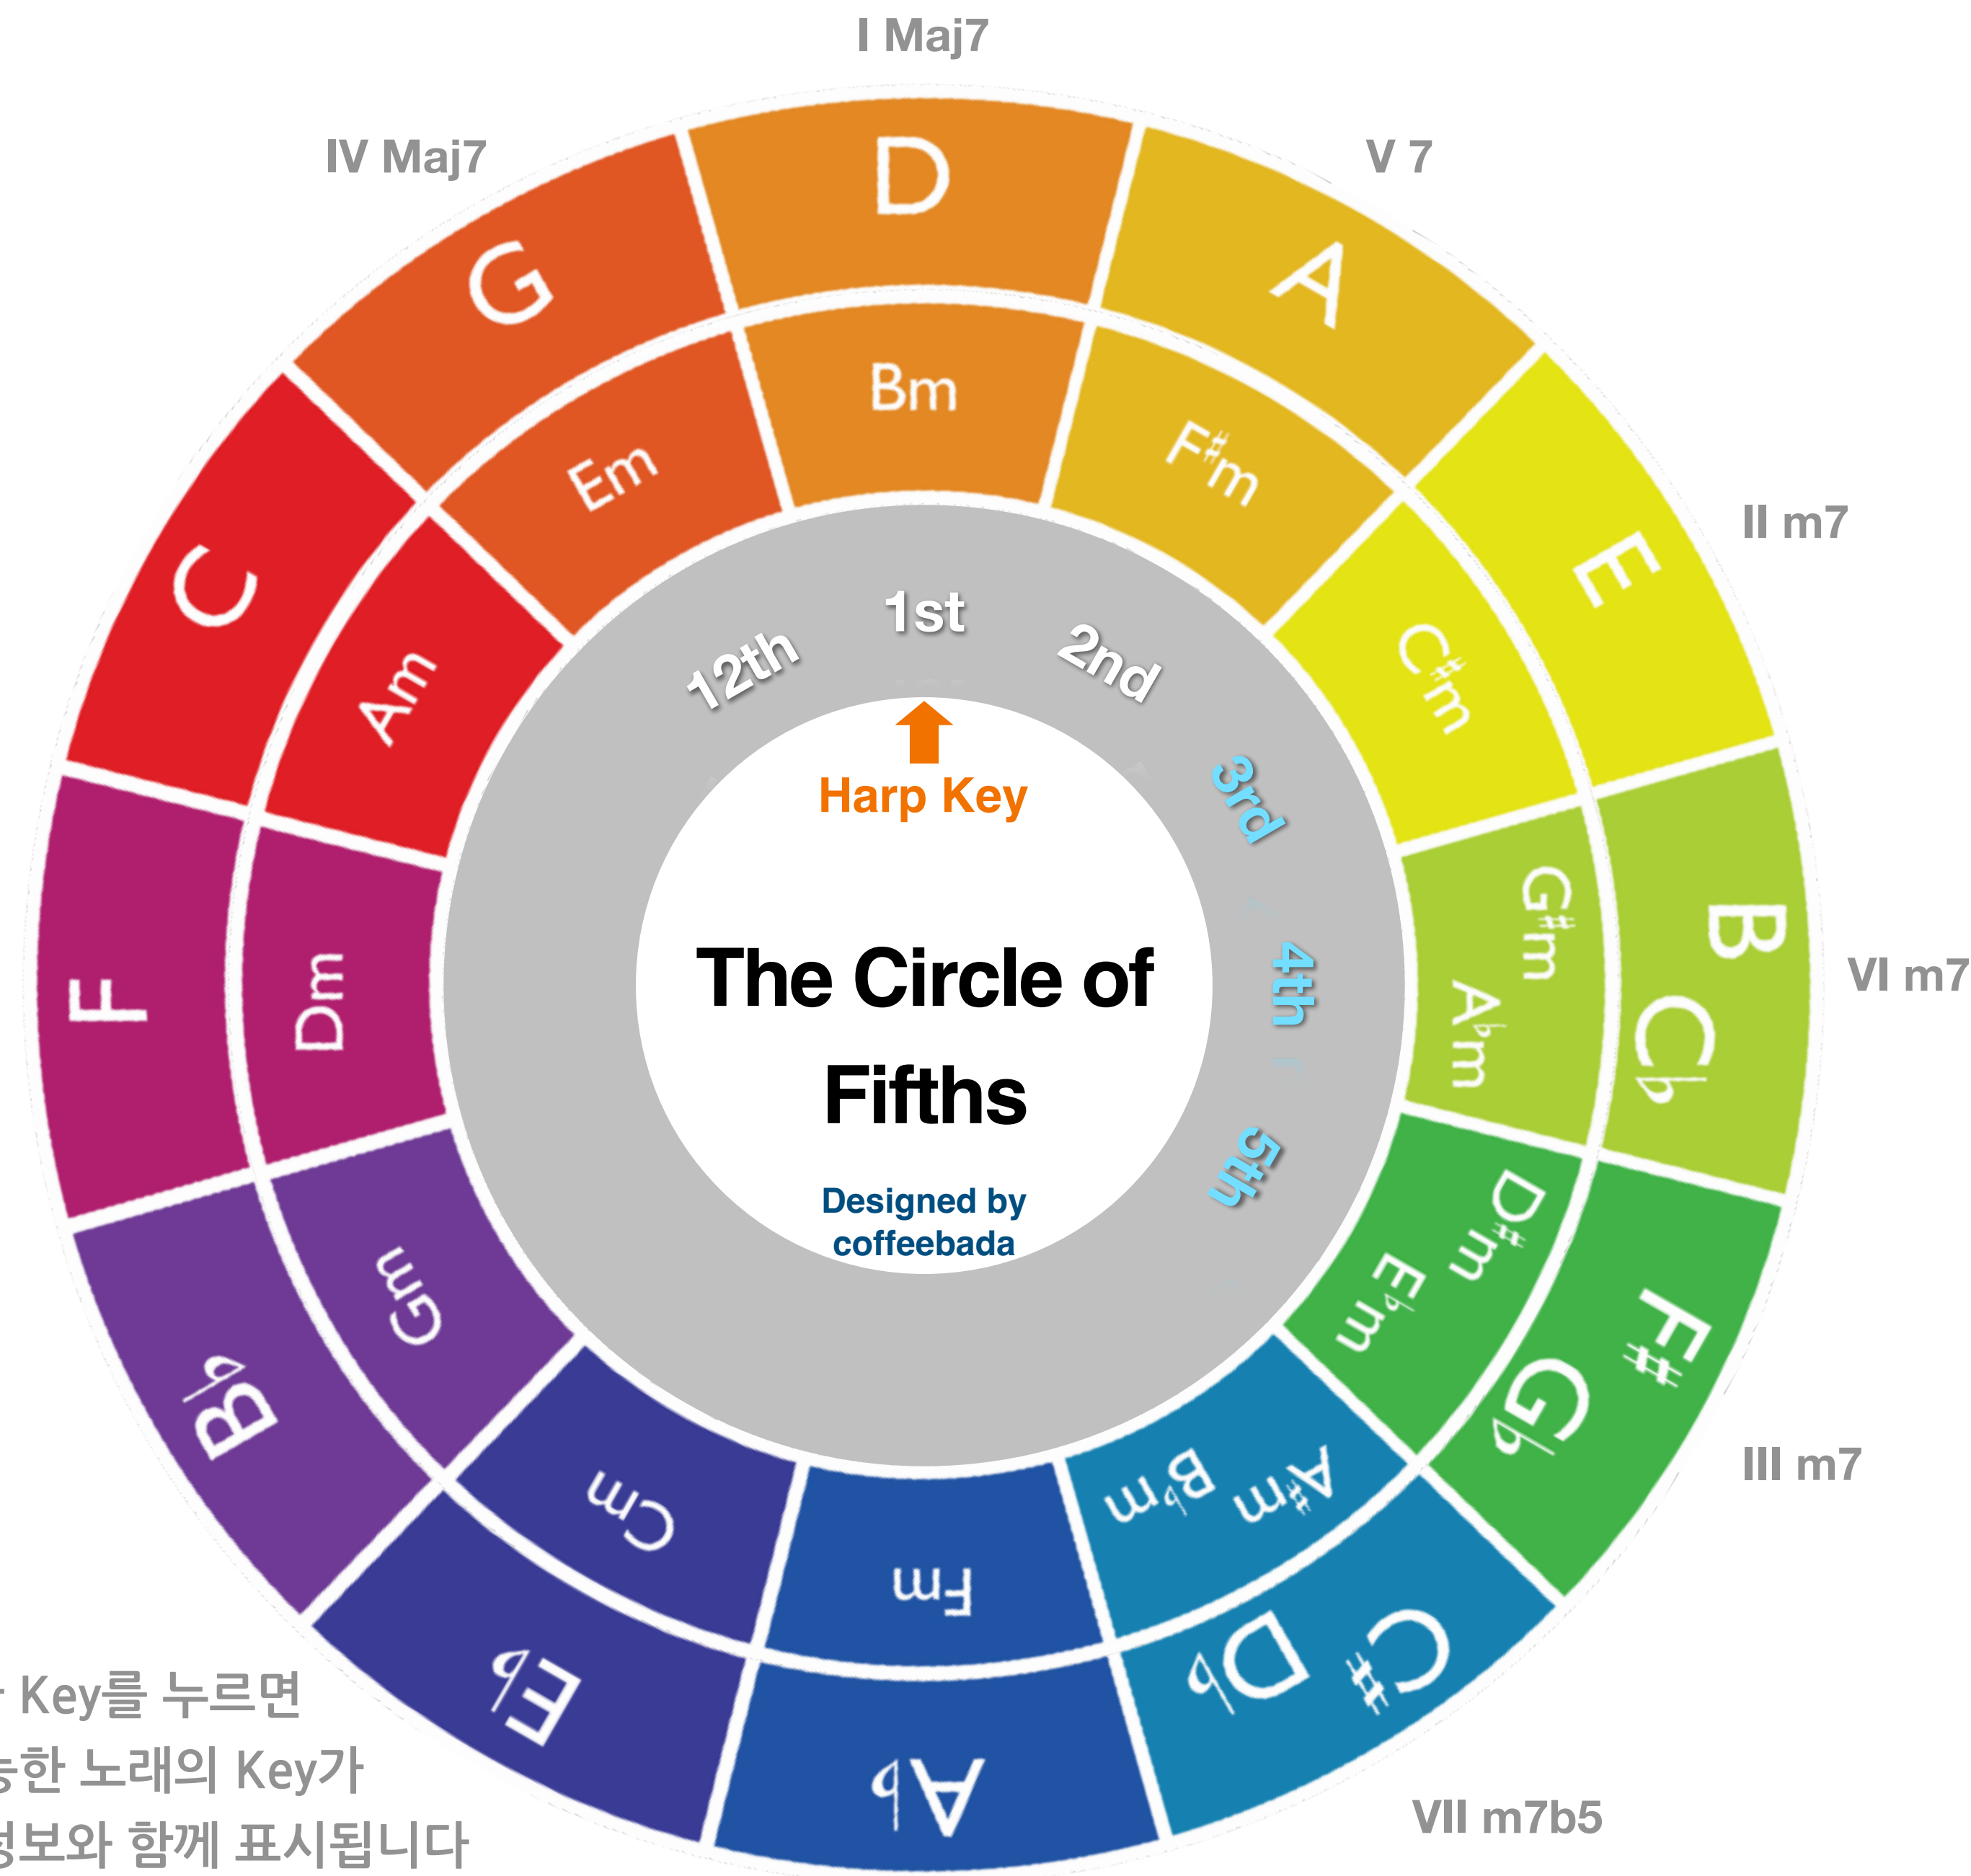 I Maj7
IV Maj7
V 7
II m7
VI m7
III m7
VII m7b5
D
A
E
B
C♭
F♯
G♭
C♯
D♭
A♭
E♭
B♭
F
C
G
Bm
F♯m
C♯m
G♯m
A♭m
D♯m
E♭m
A♯m
B♭m
Fm
Cm
Gm
Dm
Am
Em
12th
1st
2nd
3rd
4th
5th
Harp Key
The Circle of
Fifths
Designed by
coffeebada
Key를 누르면
한 노래의 Key가
보와 함께 표시됩니다